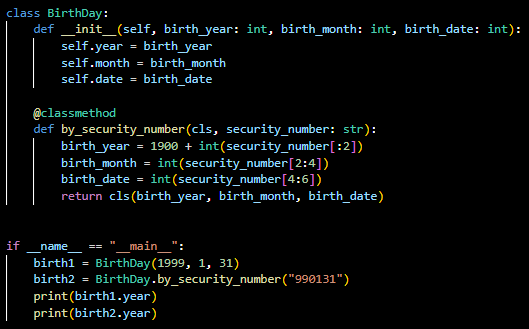 class BirthDay:
    def __init__(self, birth_year: int, birth_month: int, birth_date: int):
        self.year = birth_year
        self.month = birth_month
        self.date = birth_date

    @classmethod
    def by_security_number(cls, security_number: str):
        birth_year = 1900 + int(security_number[:2])
        birth_month = int(security_number[2:4])
        birth_date = int(security_number[4:6])
        return cls(birth_year, birth_month, birth_date)


if __name__ == "__main__":
    birth1 = BirthDay(1999, 1, 31)
    birth2 = BirthDay.by_security_number("990131")
    print(birth1.year)
    print(birth2.year)